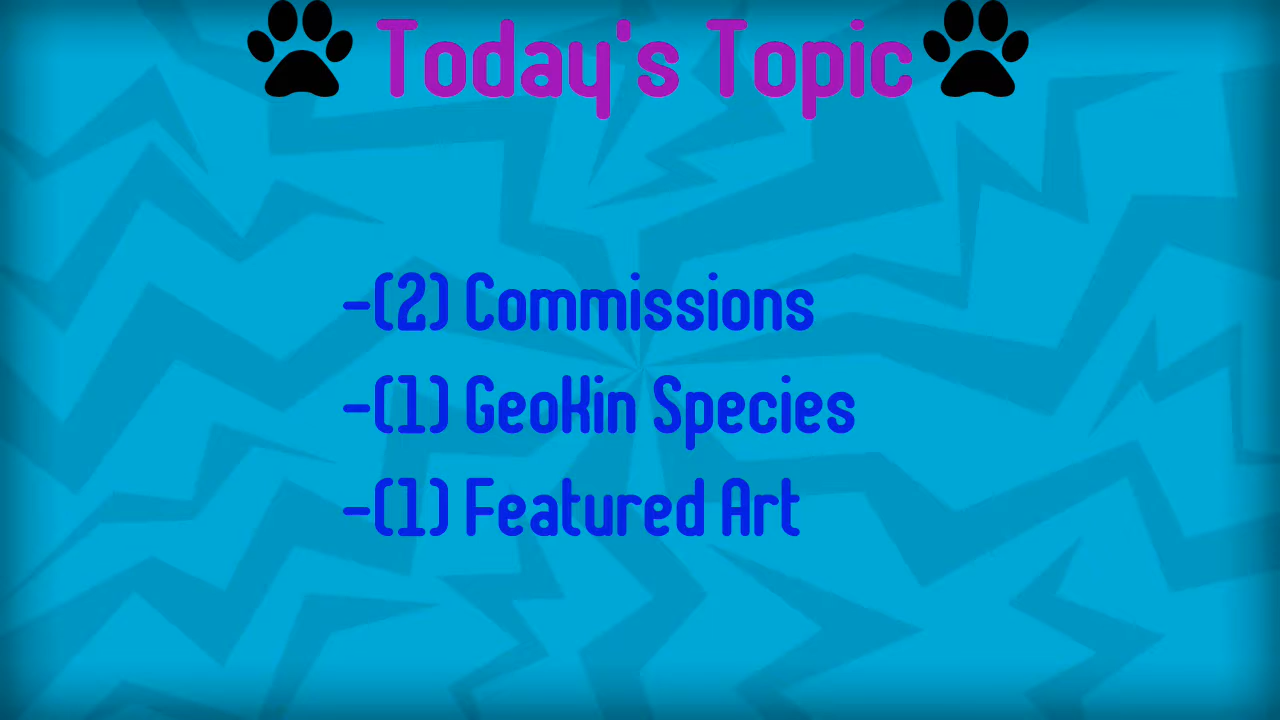 Today's Topic
-(2) Commissions
-(1) GeoKin Species
-(1) Featured Art